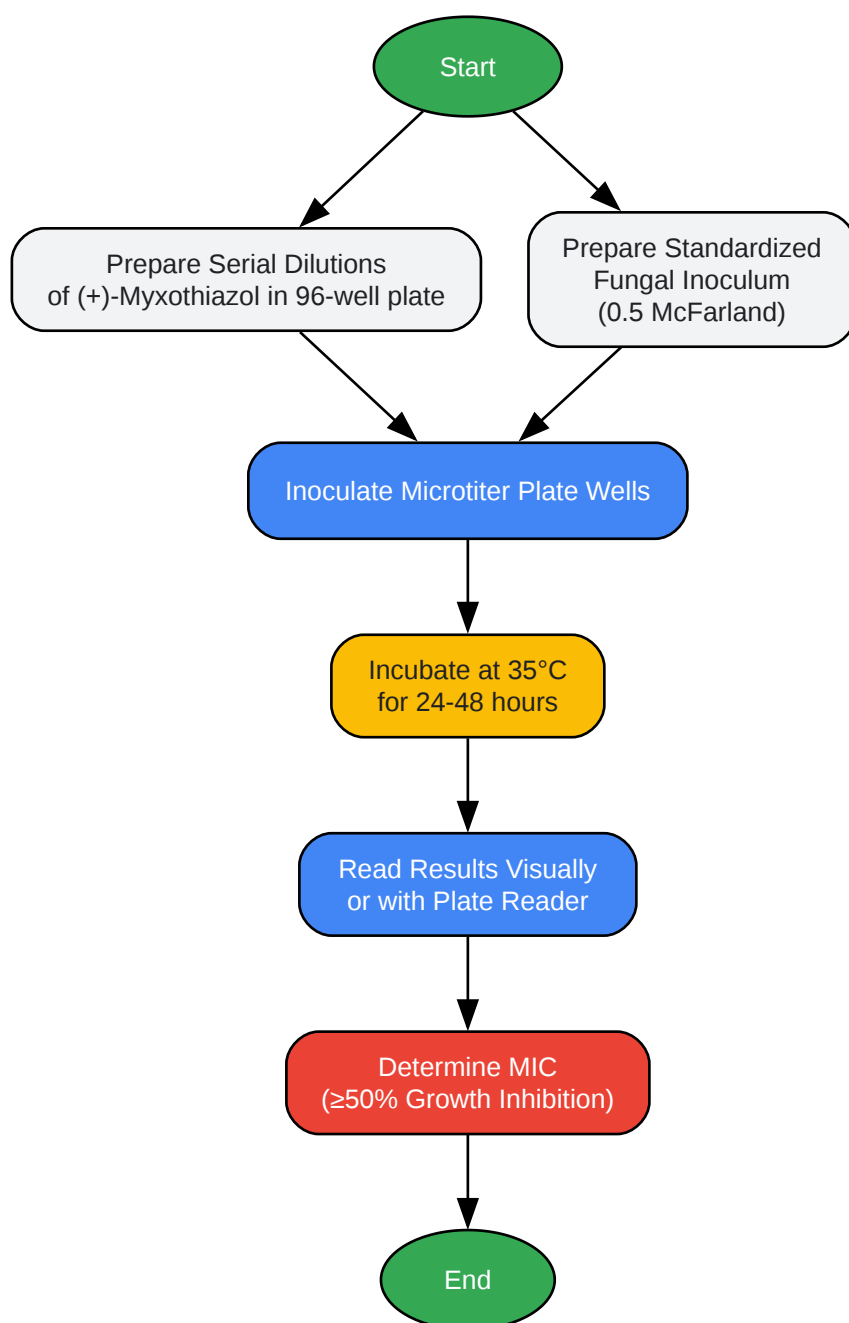 Start
Prepare Serial Dilutions
of (+)-Myxothiazol in 96-well plate
Prepare Standardized
Fungal Inoculum
(0.5 McFarland)
Inoculate Microtiter Plate Wells
Incubate at 35°C
for 24-48 hours
Read Results Visually
or with Plate Reader
Determine MIC
(≥50% Growth Inhibition)
End